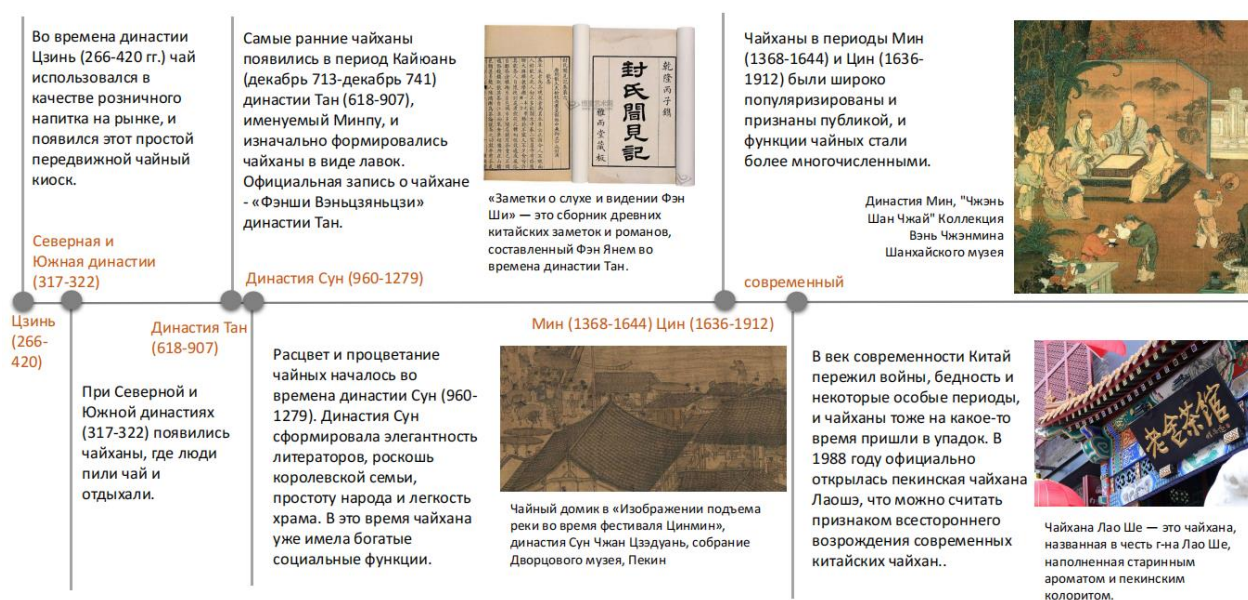 Во времена династии
Цзинь (266-420 гг.) чай
использовался в
качестве розничного
напитка на рынке, и
появился этот простой
передвижной чайный
киоск.
Самые ранние чайханы
появились в период Кайюань
(декабрь 713-декабрь 741)
династии Тан (618-907),
именуемый Минпу, и
изначально формировались
чайханы в виде лавок.
Официальная запись о чайхане
- «Фэнши Вэньцзяньцзи»
династии Тан.
乾隆丙子鐫
封氏聞見記
雅雨堂藏板
«Заметки о слухе и видении Фэн
Ши» — это сборник древних
китайских заметок и романов,
составленный Фэн Янем во
времена династии Тан.
Чайханы в периоды Мин
(1368-1644) и Цин (1636-
1912) были широко
популяризированы и
признаны публикой, и
функции чайных стали
более многочисленными.
Династия Мин, "Чжэнь
Шан Чжай" Коллекция
Вэнь Чжэнмина
Шанхайского музея
Северная и
Южная династии
(317-322)
Династия Сун (960-1279)
современный
Цзинь
(266-
420)
Династия Тан
(618-907)
Мин (1368-1644) Цин (1636-1912)
При Северной и
Южной династиях
(317-322) появились
чайханы, где люди
пили чай и
отдыхали.
Расцвет и процветание
чайных началось во
времена династии Сун (960-
1279). Династия Сун
сформировала элегантность
литераторов, роскошь
королевской семьи,
простоту народа и легкость
храма. В это время чайхана
уже имела богатые
социальные функции.
Чайный домик в «Изображении подъема
реки во время фестиваля Цинмин»,
династия Сун Чжан Цзэдуань, собрание
Дворцового музея, Пекин
В век современности Китай
пережил войны, бедность и
некоторые особые периоды,
и чайханы тоже на какое-то
время пришли в упадок. В
1988 году официально
открылась пекинская чайхана
Лаошэ, что можно считать
признаком всестороннего
возрождения современных
китайских чайхан..
老舍茶馆
Чайхана Лао Ше — это чайхана,
названная в честь г-на Лао Ше,
наполненная старинным
ароматом и пекинским
колоритом.